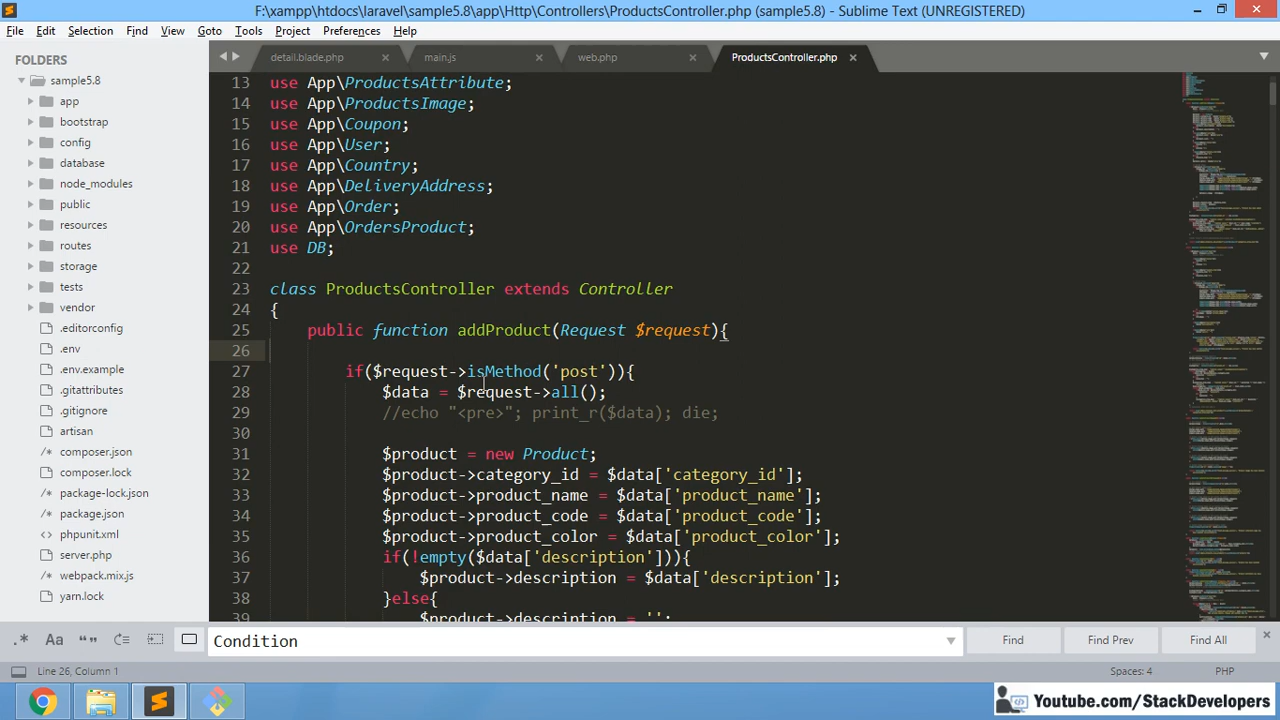 F:\xampp\htdocs\laravel\sample5.8\app\Http\Controllers\ProductsController.php (sample5.8) - Sublime Text (UNREGISTERED)
File Edit Selection Find View Goto Tools Project Preferences Help
FOLDERS
sample5.8
app
bootstrap
config
database
node_modules
public
resources
routes
storage
tests
vendor
.editorconfig
.env
.env.example
.gitattributes
.gitignore
artisan
composer.json
composer.lock
package-lock.json
package.json
phpunit.xml
server.php
webpack.mix.js
yarn.lock
detail.blade.php main.js web.php ProductsController.php
13 use App\ProductsAttribute;
14 use App\ProductsImage;
15 use App\Coupon;
16 use App\User;
17 use App\Country;
18 use App\DeliveryAddress;
19 use App\Order;
20 use App\OrdersProduct;
21 use DB;
22
23 class ProductsController extends Controller
24 {
25 public function addProduct(Request $request){
26
27 if($request->isMethod('post')){
28 $data = $request->all();
29 //echo "<pre>"; print_r($data); die;
30
31 $product = new Product;
32 $product->category_id = $data['category_id'];
33 $product->product_name = $data['product_name'];
34 $product->product_code = $data['product_code'];
35 $product->product_color = $data['product_color'];
36 if(!empty($data['description'])){
37 $product->description = $data['description'];
38 }else{
$product->description = '';
.* Aa Condition Find Find Prev Find All
Line 26, Column 1 Spaces: 4 PHP
Youtube.com/StackDevelopers